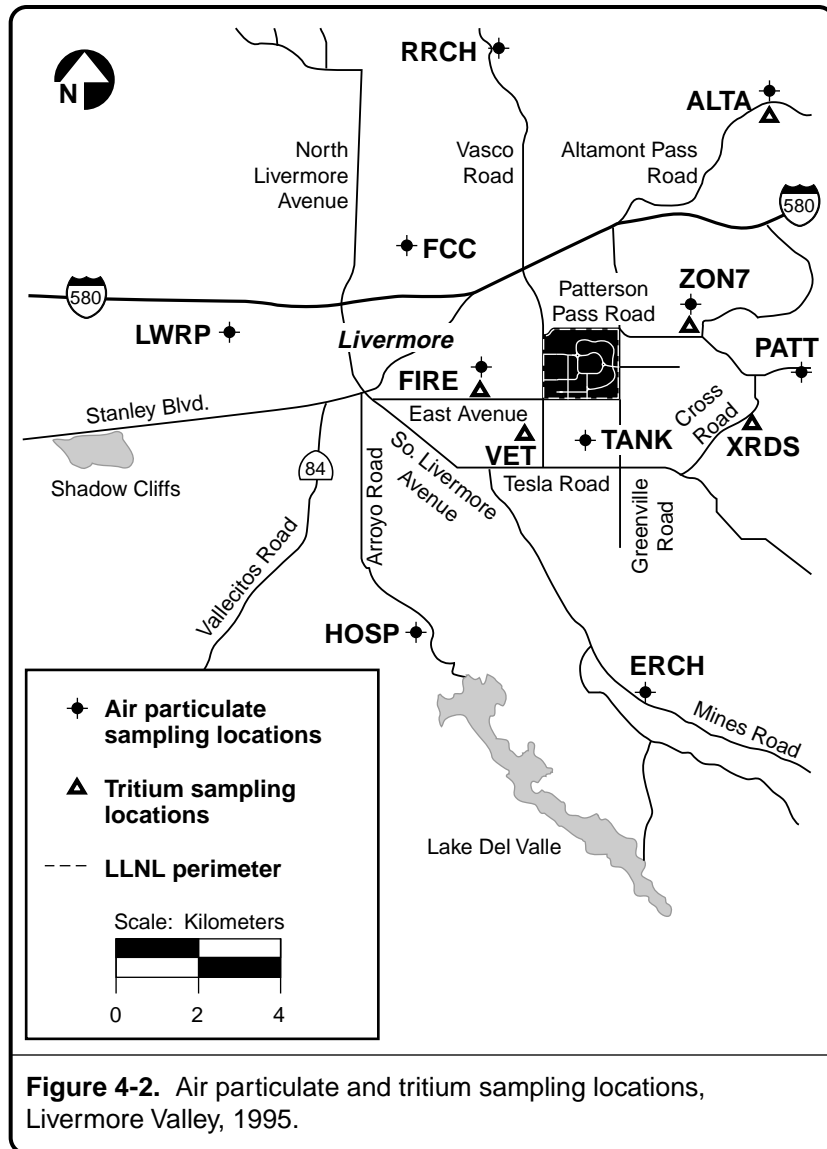 N
RRCH
ALTA
North
Livermore
Avenue
Vasco
Road
Altamont Pass
Road
580
FCC
ZON7
580
Patterson
Pass Road
LWRP
Livermore
PATT
FIRE
Stanley Blvd.
East Avenue
Cross
Road
VET
TANK
XRDS
So. Livermore
Avenue
84
Tesla Road
Shadow Cliffs
Arroyo Road
Greenville
Road
Vallecitos Road
HOSP
ERCH
Mines Road
Lake Del Valle
Air particulate
sampling locations
Tritium sampling
locations
LLNL perimeter
Scale: Kilometers
0 2 4
Figure 4-2. Air particulate and tritium sampling locations,
Livermore Valley, 1995.